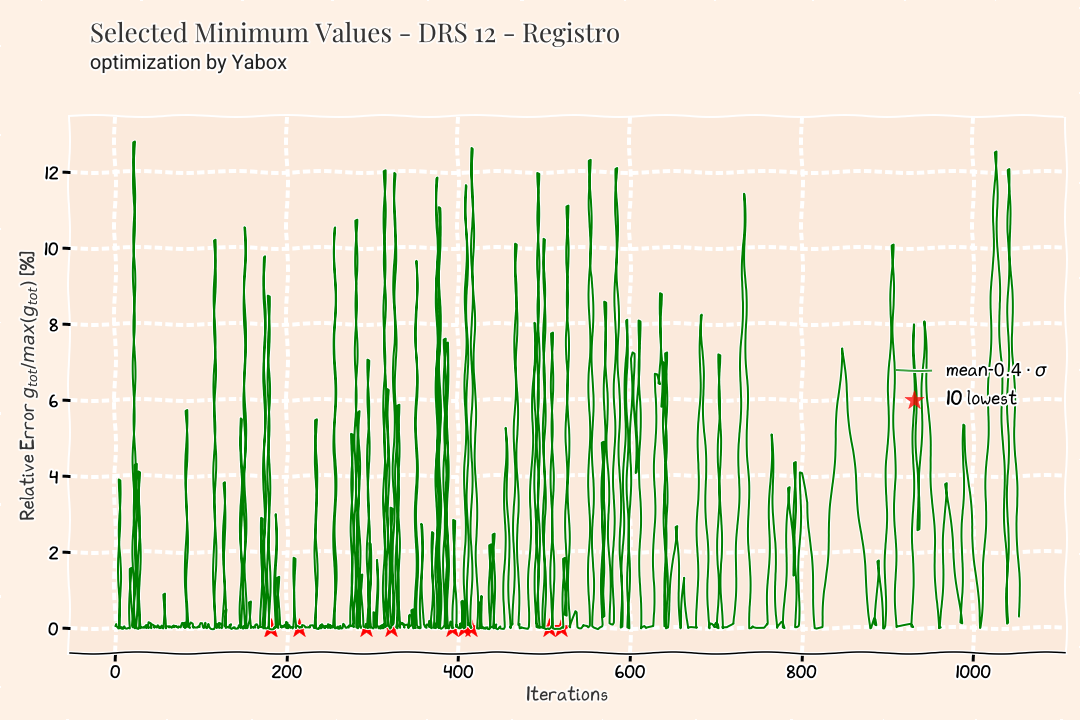 Selected Minimum Values - DRS 12 - Registro
optimization by Yabox
Relative Error g_tot/max(g_tot) [%]
12
10
8
6
4
2
0
mean-0.4 · σ
10 lowest
0 200 400 600 800 1000
Iterations